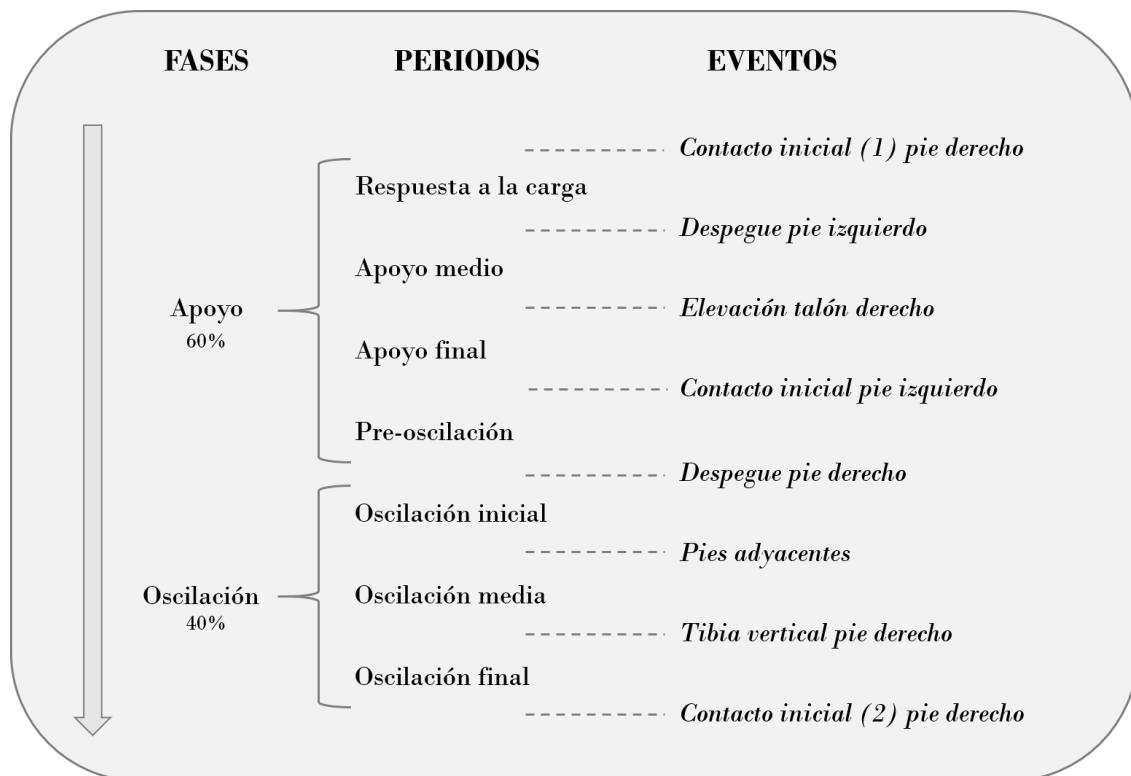 FASES PERIODOS EVENTOS
Contacto inicial (1) pie derecho
Respuesta a la carga
Despegue pie izquierdo
Apoyo medio
Apoyo
60%
Elevación talón derecho
Apoyo final
Contacto inicial pie izquierdo
Pre-oscilación
Despegue pie derecho
Oscilación inicial
Pies adyacentes
Oscilación
40%
Oscilación media
Tibia vertical pie derecho
Oscilación final
Contacto inicial (2) pie derecho